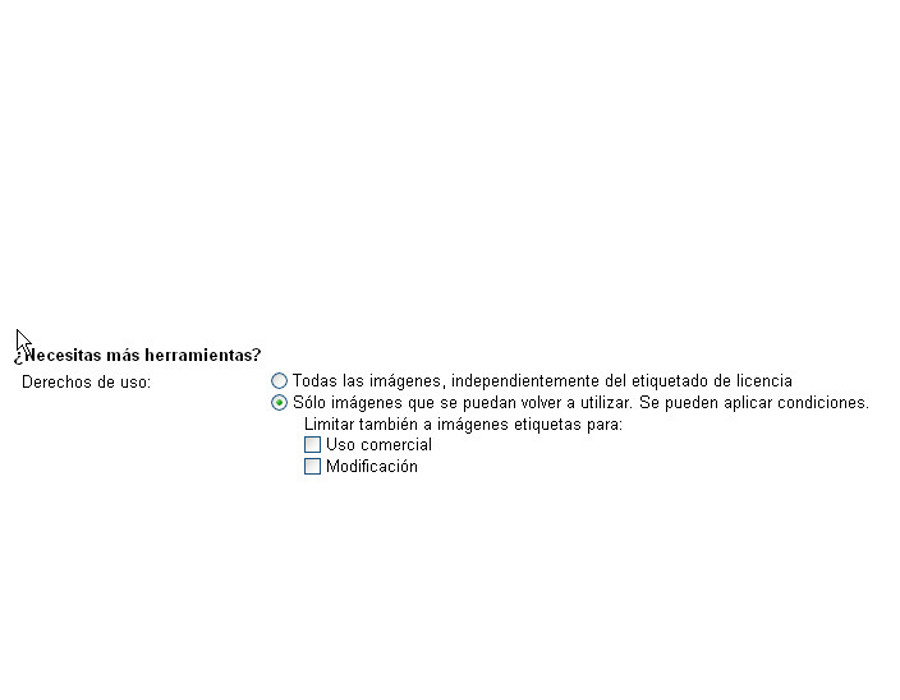 ¿Necesitas más herramientas?
Derechos de uso:
Todas las imágenes, independientemente del etiquetado de licencia
Sólo imágenes que se puedan volver a utilizar. Se pueden aplicar condiciones.
Limitar también a imágenes etiquetas para:
Uso comercial
Modificación